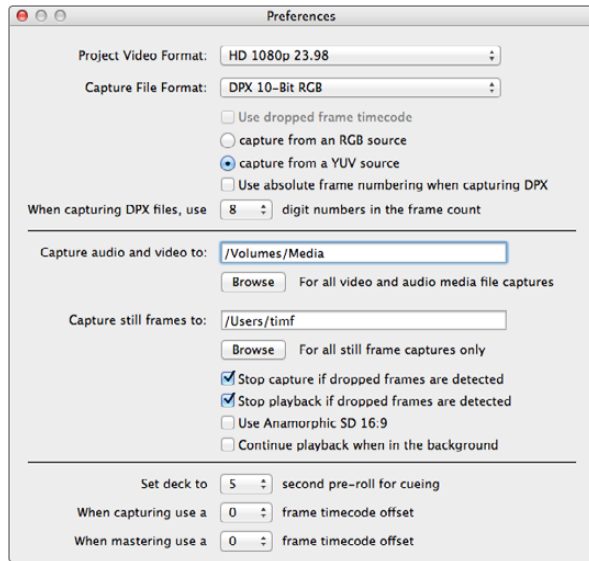 Preferences
Project Video Format: HD 1080p 23.98
Capture File Format: DPX 10-Bit RGB
Use dropped frame timecode
capture from an RGB source
capture from a YUV source
Use absolute frame numbering when capturing DPX
When capturing DPX files, use 8 digit numbers in the frame count
Capture audio and video to: /Volumes/Media
Browse For all video and audio media file captures
Capture still frames to: /Users/timf
Browse For all still frame captures only
Stop capture if dropped frames are detected
Stop playback if dropped frames are detected
Use Anamorphic SD 16:9
Continue playback when in the background
Set deck to 5 second pre-roll for cueing
When capturing use a 0 frame timecode offset
When mastering use a 0 frame timecode offset